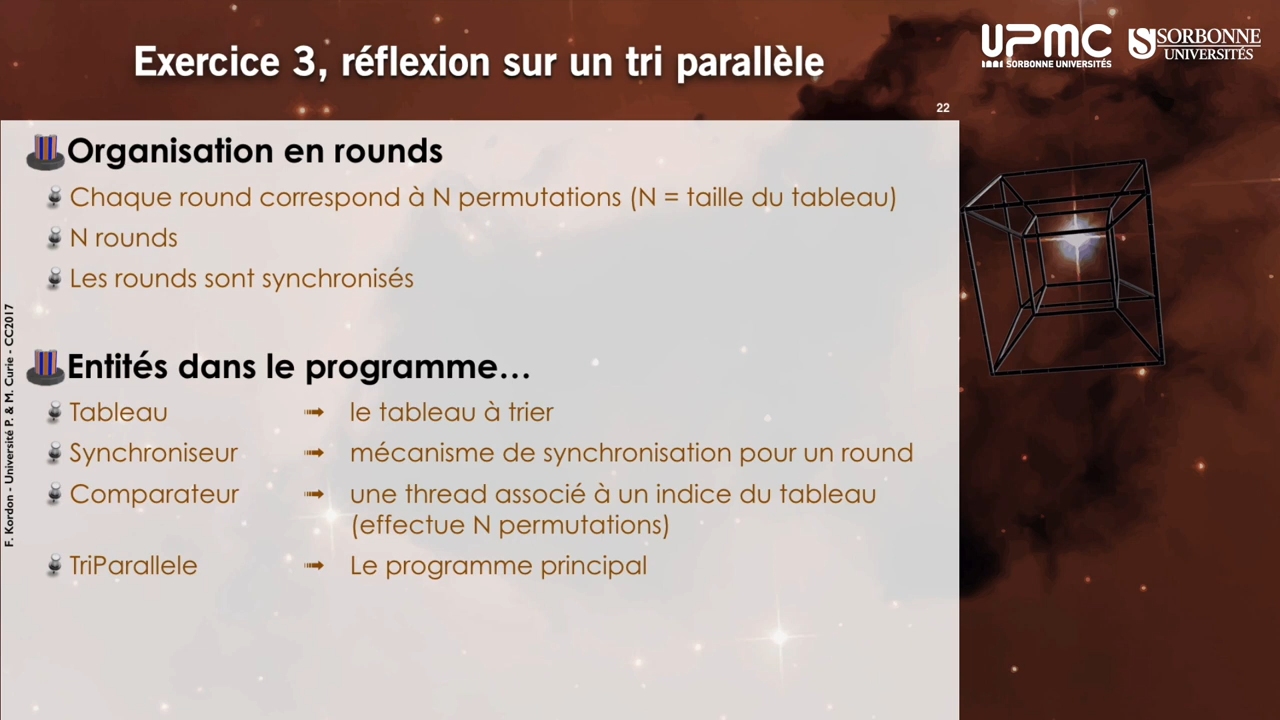 Exercice 3, réflexion sur un tri parallèle
UPMC
SORBONNE UNIVERSITÉS
SORBONNE
UNIVERSITÉS
22
Organisation en rounds
Chaque round correspond à N permutations (N = taille du tableau)
N rounds
Les rounds sont synchronisés
Entités dans le programme…
Tableau ➟ le tableau à trier
Synchroniseur ➟ mécanisme de synchronisation pour un round
Comparateur ➟ une thread associé à un indice du tableau
(effectue N permutations)
TriParallele ➟ Le programme principal
F. Kordon - Université P. & M. Curie - CC2017